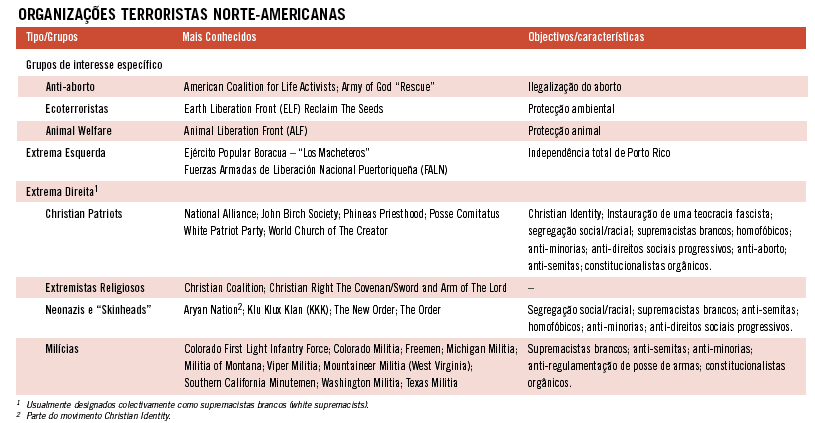 ORGANIZAÇÕES TERRORISTAS NORTE-AMERICANAS
Tipo/Grupos Mais Conhecidos Objectivos/características
Grupos de interesse específico
Anti-aborto American Coalition for Life Activists; Army of God “Rescue” Ilegalização do aborto
Ecoterroristas Earth Liberation Front (ELF) Reclaim The Seeds Protecção ambiental
Animal Welfare Animal Liberation Front (ALF) Protecção animal
Extrema Esquerda Ejército Popular Boracua – “Los Macheteros” Independência total de Porto Rico
Fuerzas Armadas de Liberación Nacional Puertoriqueña (FALN)
Extrema Direita1
Christian Patriots National Alliance; John Birch Society; Phineas Priesthood; Posse Comitatus Christian Identity; Instauração de uma teocracia fascista;
White Patriot Party; World Church of The Creator segregação social/racial; supremacistas brancos; homofóbicos;
anti-minorias; anti-direitos sociais progressivos; anti-aborto;
anti-semitas; constitucionalistas orgânicos.
Extremistas Religiosos Christian Coalition; Christian Right The Covenan/Sword and Arm of The Lord –
Neonazis e “Skinheads” Aryan Nation2; Klu Klux Klan (KKK); The New Order; The Order Segregação social/racial; supremacistas brancos; anti-semitas;
homofóbicos; anti-minorias; anti-direitos sociais progressivos.
Milícias Colorado First Light Infantry Force; Colorado Militia; Freemen; Michigan Militia; Supremacistas brancos; anti-semitas; anti-minorias;
Militia of Montana; Viper Militia; Mountaineer Militia (West Virginia); anti-regulamentação de posse de armas; constitucionalistas
Southern California Minutemen; Washington Militia; Texas Militia orgânicos.
1 Usualmente designados colectivamente como supremacistas brancos (white supremacists).
2 Parte do movimento Christian Identity.